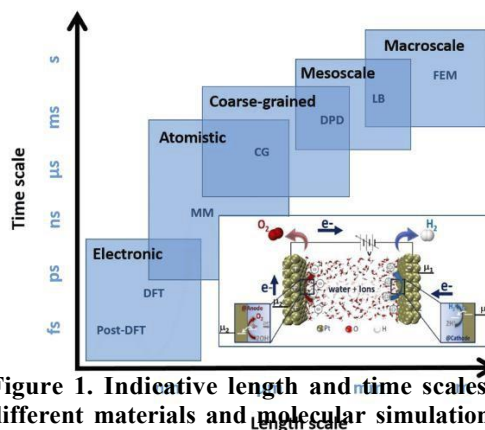 Macroscale
FEM
Mesoscale
LB
DPD
Coarse-grained
CG
Atomistic
MM
Electronic
DFT
Post-DFT
Time scale
s
ms
µs
ns
ps
fs
O₂
e-
H₂
e-
e-
water + Ions
µ₁
µ₂
@Anode
@Cathode
Pt
O
H
Length scale
Figure 1. Indicative length and time scales
different materials and molecular simulation